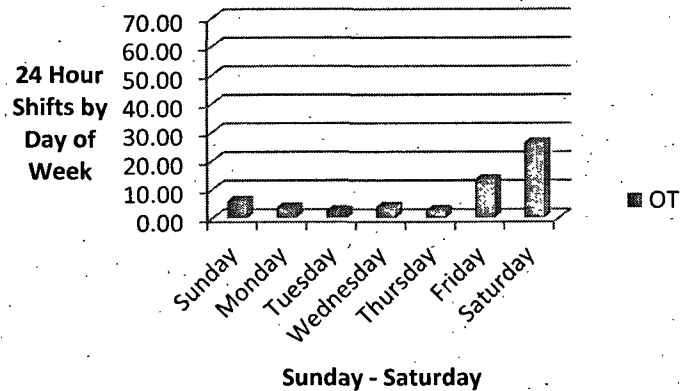 70.00
60.00
50.00
40.00
30.00
20.00
10.00
0.00
24 Hour
Shifts by
Day of
Week
OT
Sunday
Monday
Tuesday
Wednesday
Thursday
Friday
Saturday
Sunday - Saturday